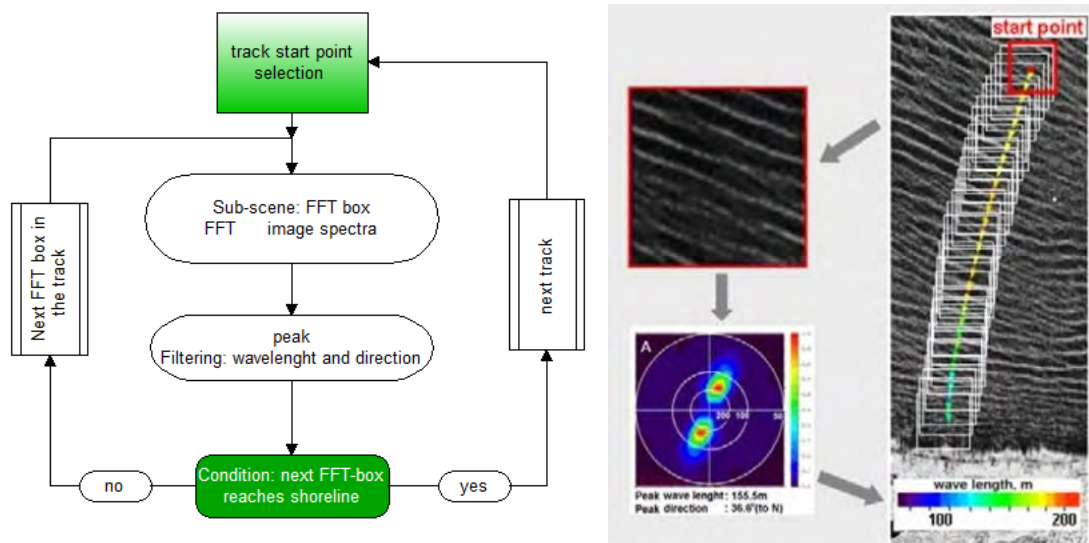 track start point
selection
Sub-scene: FFT box
FFT image spectra
peak
Filtering: wavelenght and direction
Condition: next FFT-box
reaches shoreline
no
yes
Next FFT box in
the track
next track
start point
A
200 100 50
Peak wave lenght : 155.5m
Peak direction : 36.6°(to N)
wave length, m
100 200